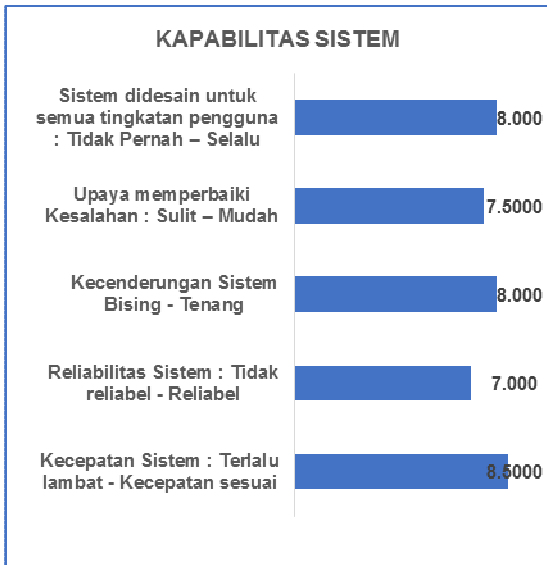 KAPABILITAS SISTEM
Sistem didesain untuk
semua tingkatan pengguna
: Tidak Pernah – Selalu
8.000
Upaya memperbaiki
Kesalahan : Sulit – Mudah
7.5000
Kecenderungan Sistem
Bising - Tenang
8.000
Reliabilitas Sistem : Tidak
reliabel - Reliabel
7.000
Kecepatan Sistem : Terlalu
lambat - Kecepatan sesuai
8.5000